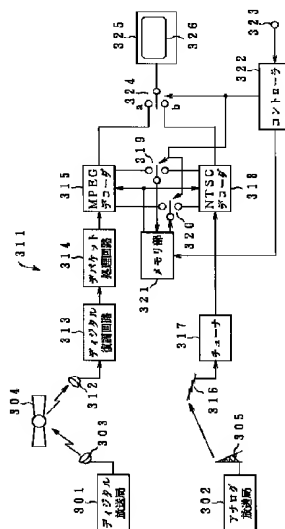 311
304
303
312
301
ディジタル
放送局
313
ディジタル
復調回路
314
デパケット
処理回路
315
MPEG
デコーダ
325
326
324
a
b
319
320
321
メモリ部
318
NTSC
デコーダ
322
コントローラ
323
317
チューナ
316
305
302
アナログ
放送局